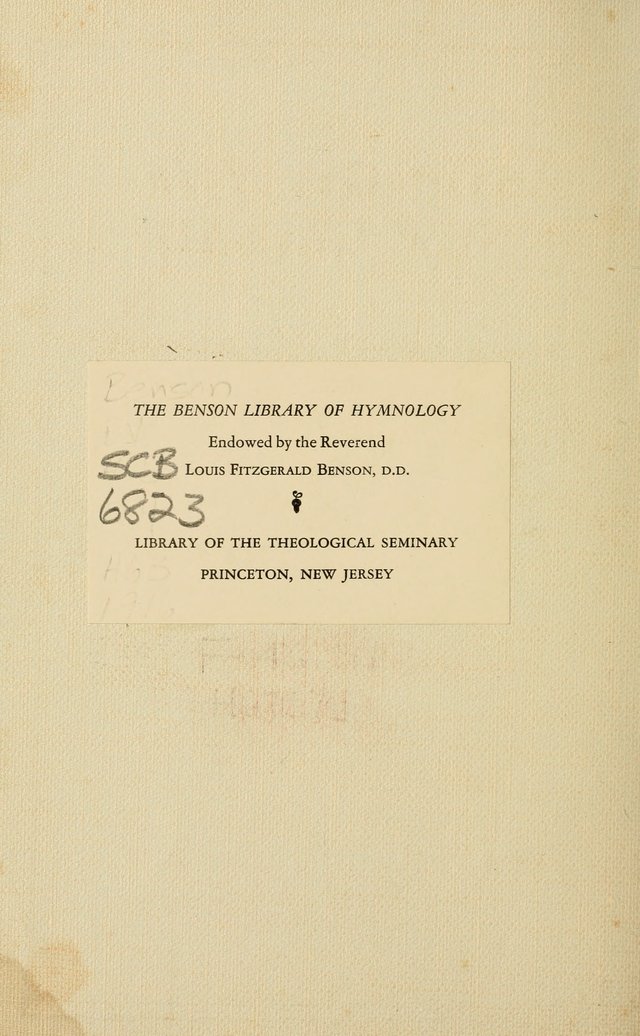 Benson
THE BENSON LIBRARY OF HYMNOLOGY
Endowed by the Reverend
SCB LOUIS FITZGERALD BENSON, D.D.
6823
LIBRARY OF THE THEOLOGICAL SEMINARY
PRINCETON, NEW JERSEY